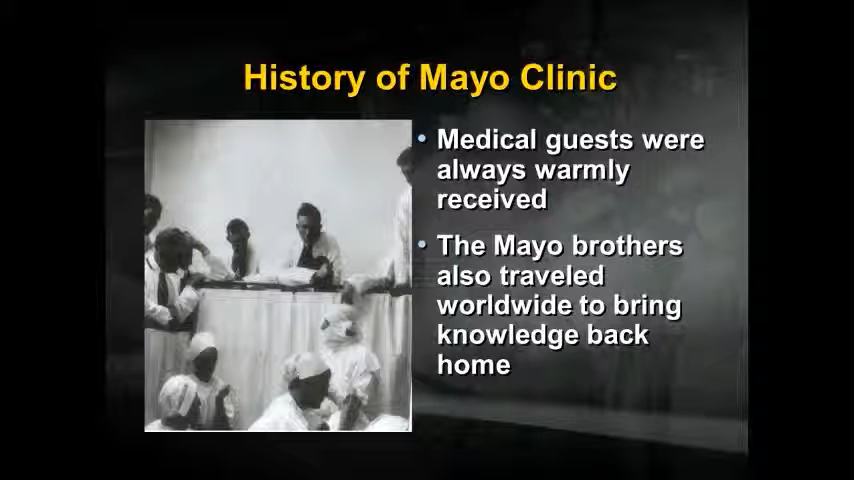 History of Mayo Clinic
• Medical guests were
always warmly
received
• The Mayo brothers
also traveled
worldwide to bring
knowledge back
home